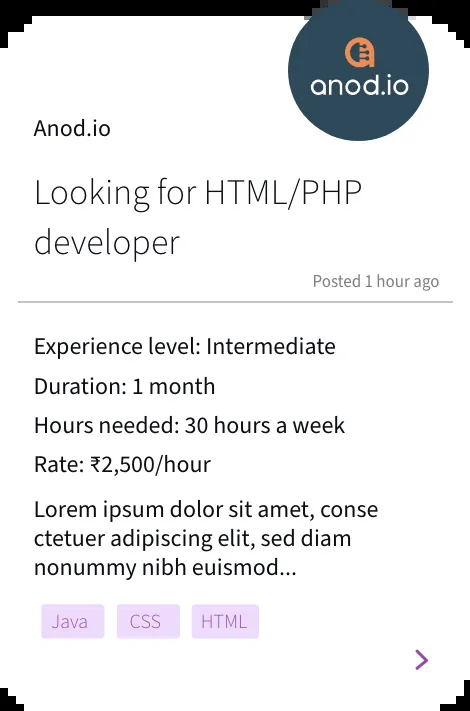 anod.io
Anod.io
Looking for HTML/PHP
developer
Posted 1 hour ago
Experience level: Intermediate
Duration: 1 month
Hours needed: 30 hours a week
Rate: ₹2,500/hour
Lorem ipsum dolor sit amet, conse
ctetuer adipiscing elit, sed diam
nonummy nibh euismod...
Java CSS HTML